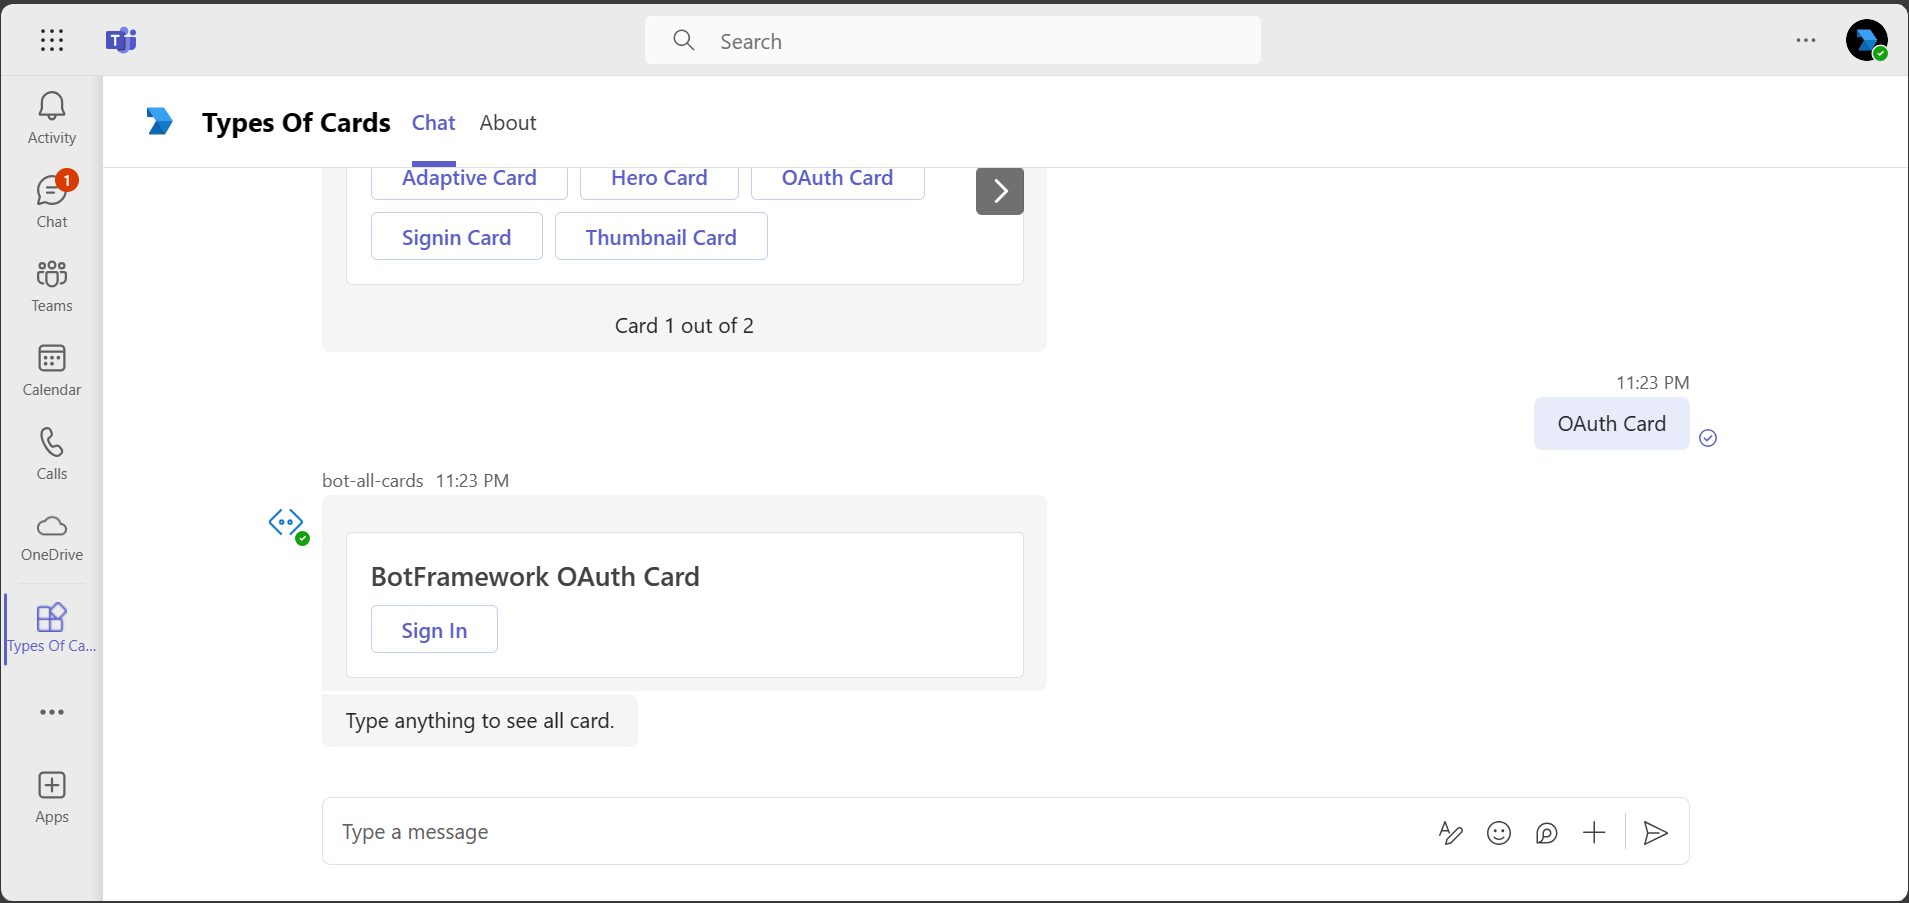 Search
Activity
1
Chat
Teams
Calendar
Calls
OneDrive
Types Of Ca...
Apps
Types Of Cards Chat About
Adaptive Card Hero Card OAuth Card
Signin Card Thumbnail Card
Card 1 out of 2
11:23 PM
OAuth Card
bot-all-cards 11:23 PM
BotFramework OAuth Card
Sign In
Type anything to see all card.
Type a message